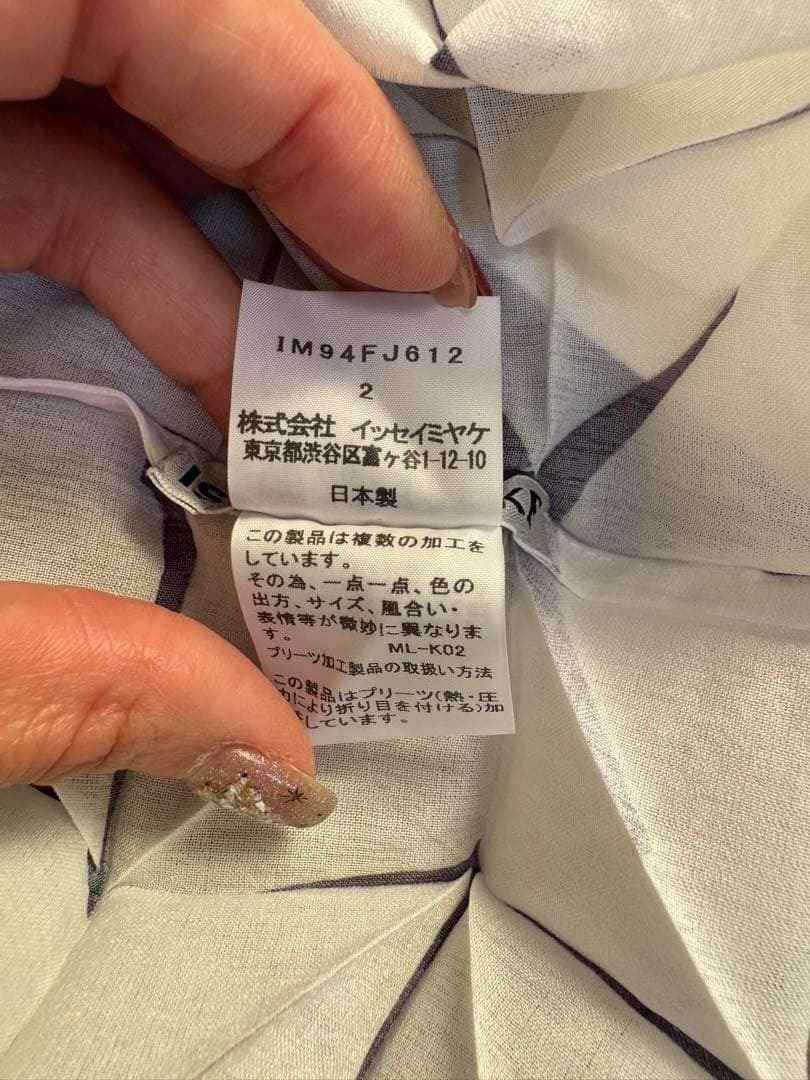 IM94FJ612
2
株式会社 イッセイミヤケ
東京都渋谷区富ヶ谷1-12-10
日本製
この製品は複数の加工を
しています。
その為、一点一点、色の
出方、サイズ、風合い・
表情等が微妙に異なりま
す。
ML-K02
プリーツ加工製品の取扱い方法
この製品はプリーツ(熱・圧
力により折り目を付ける)加
しています。
IS